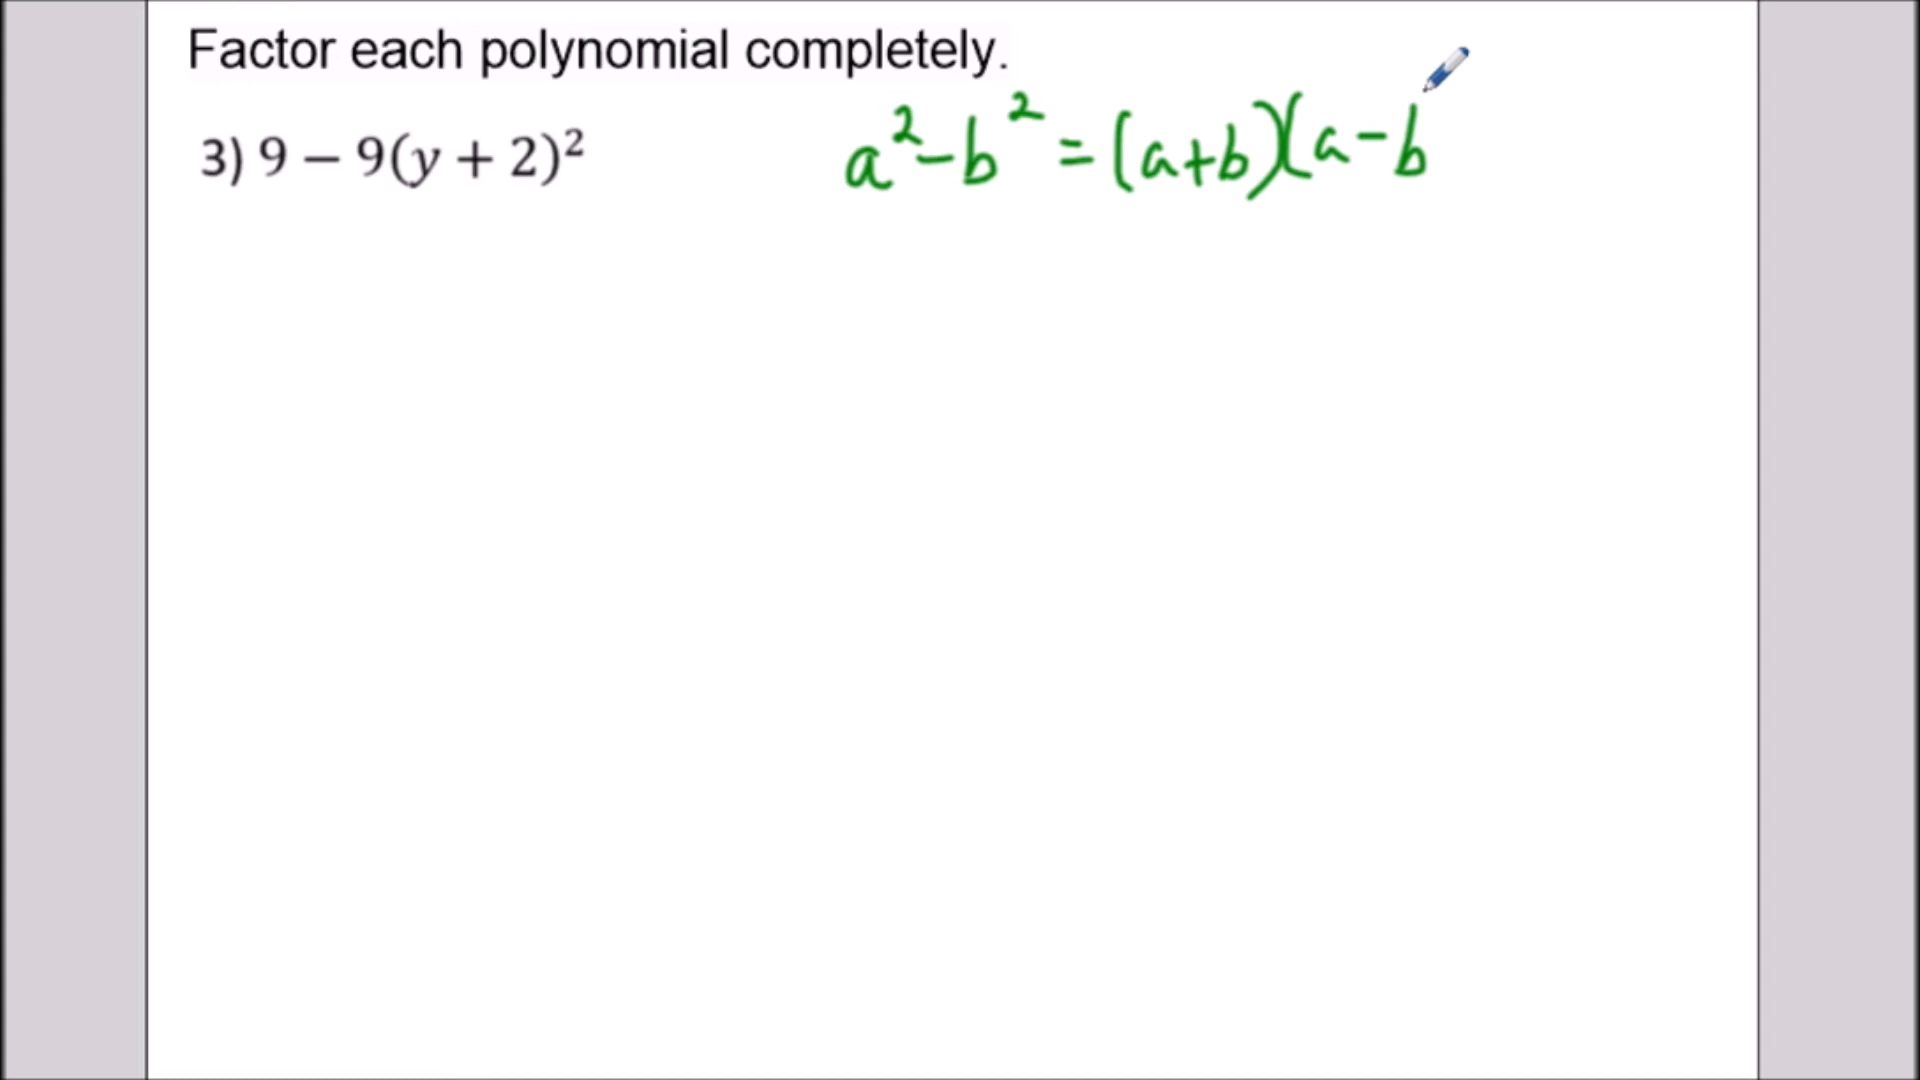 Factor each polynomial completely.
3) 9 − 9(y + 2)²
a² − b² = (a+b)(a − b